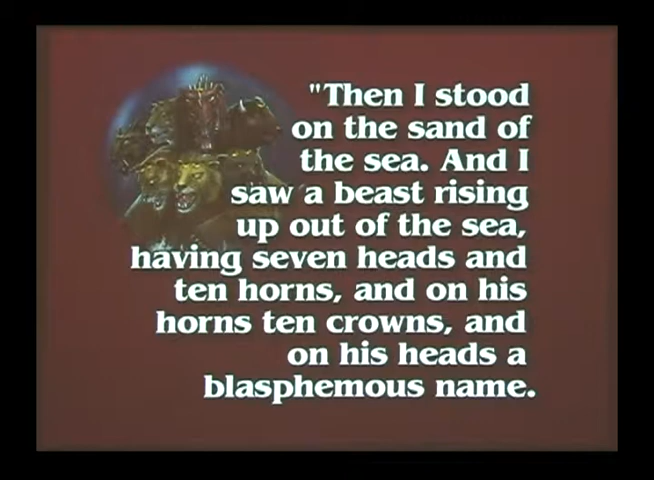 "Then I stood
on the sand of
the sea. And I
saw a beast rising
up out of the sea,
having seven heads and
ten horns, and on his
horns ten crowns, and
on his heads a
blasphemous name.